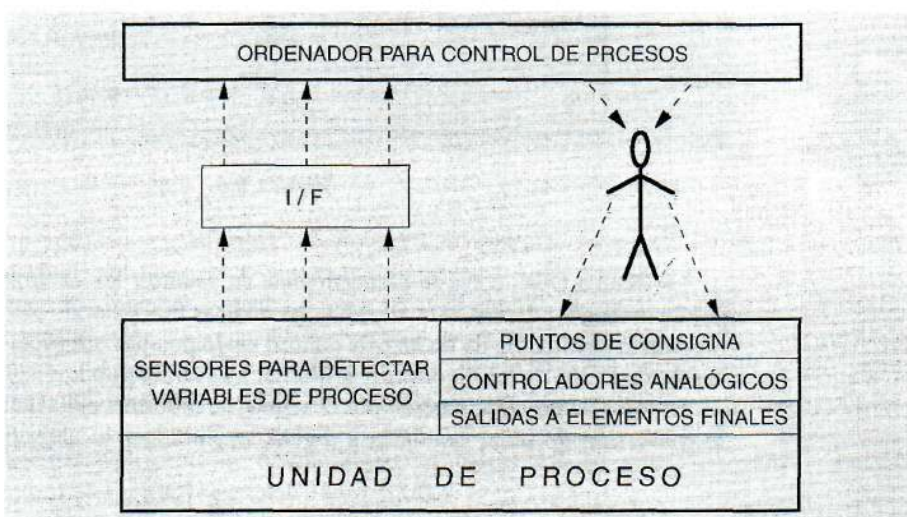 ORDENADOR PARA CONTROL DE PRCESOS
I / F
SENSORES PARA DETECTAR
VARIABLES DE PROCESO
PUNTOS DE CONSIGNA
CONTROLADORES ANALÓGICOS
SALIDAS A ELEMENTOS FINALES
UNIDAD DE PROCESO